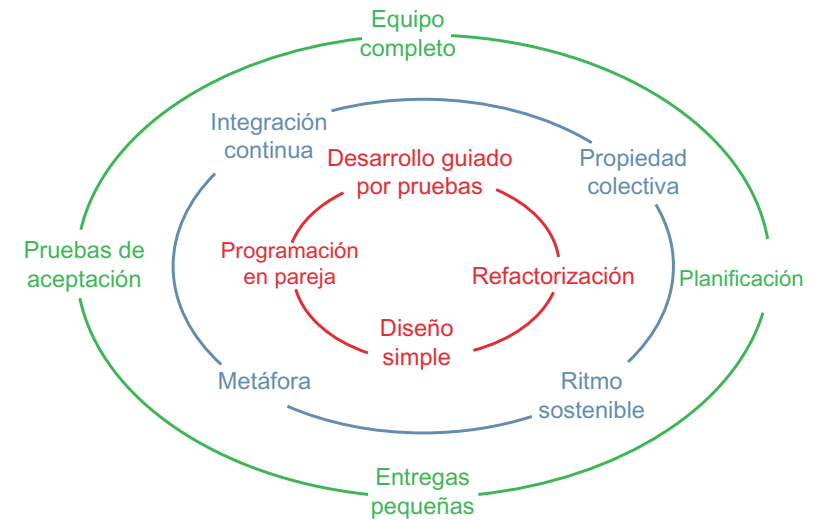 Equipo
completo
Integración
continua
Desarrollo guiado
por pruebas
Propiedad
colectiva
Pruebas de
aceptación
Programación
en pareja
Refactorización
Planificación
Diseño
simple
Metáfora
Ritmo
sostenible
Entregas
pequeñas